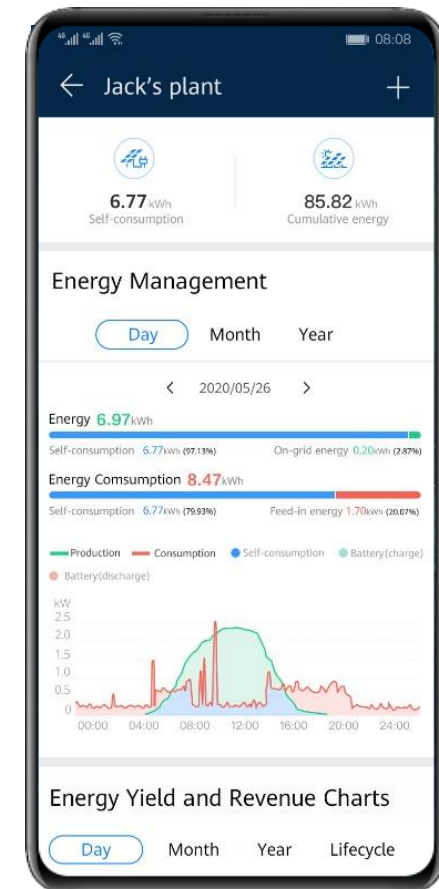 4G 4G 08:08
Jack's plant
6.77 kWh 85.82 kWh
Self-consumption Cumulative energy
Energy Management
Day Month Year
2020/05/26
Energy 6.97kWh
Self-consumption 6.77kWh (97.13%) On-grid energy 0.20kWh (2.87%)
Energy Comsumption 8.47kWh
Self-consumption 6.77kWh (79.93%) Feed-in energy 1.70kWh (20.07%)
Production Consumption Self-consumption Battery(charge)
Battery(discharge)
kW
2.5
2.0
1.5
1.0
0.5
0
00:00 04:00 08:00 12:00 16:00 20:00 24:00
Energy Yield and Revenue Charts
Day Month Year Lifecycle